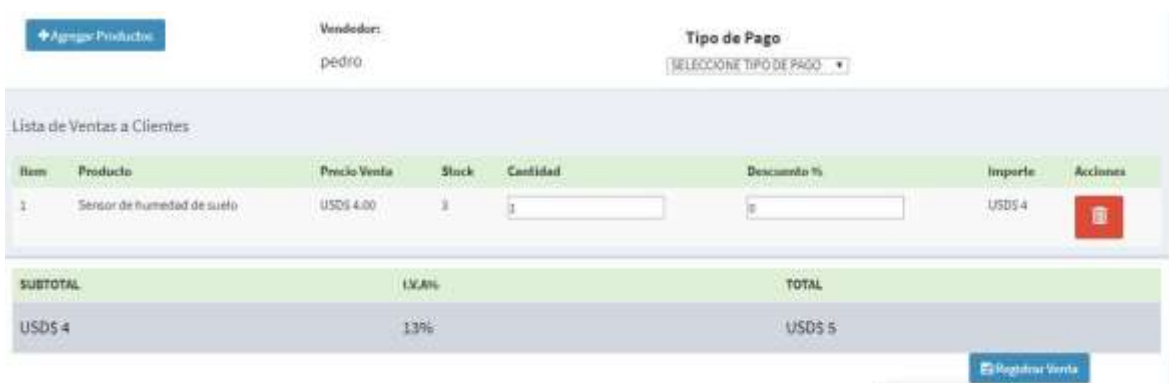 Agregar Productos
Vendedor:
pedro
Tipo de Pago
SELECCIONE TIPO DE PAGO
Lista de Ventas a Clientes
Item Producto Precio Venta Stock Cantidad Descuento % Importe Acciones
1 Sensor de humedad de suelo USD$ 4.00 3 1 0 USD$ 4
SUBTOTAL I.V.A% TOTAL
USD$ 4 13% USD$ 5
Registrar Venta